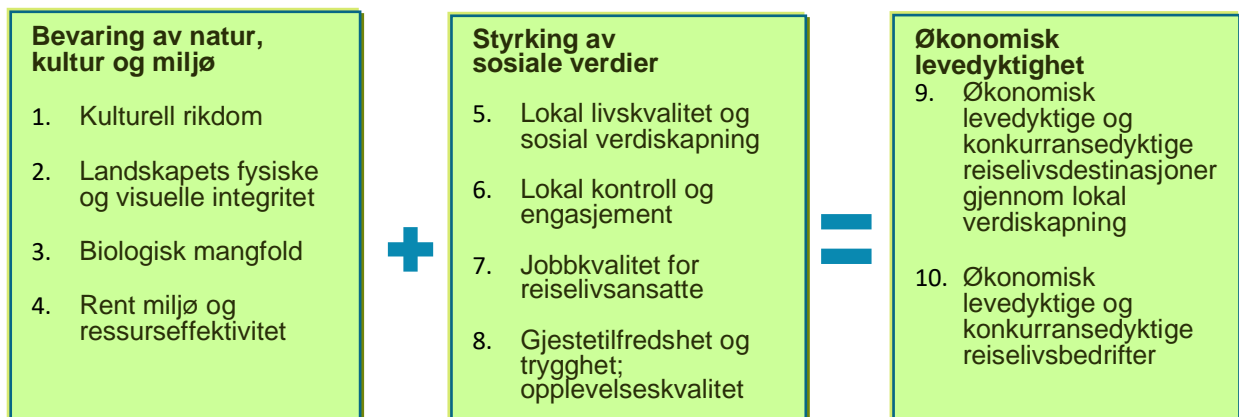 Bevaring av natur,
kultur og miljø
1. Kulturell rikdom
2. Landskapets fysiske
og visuelle integritet
3. Biologisk mangfold
4. Rent miljø og
ressurseffektivitet
+
Styrking av
sosiale verdier
5. Lokal livskvalitet og
sosial verdiskapning
6. Lokal kontroll og
engasjement
7. Jobbkvalitet for
reiselivsansatte
8. Gjestetilfredshet og
trygghet;
opplevelseskvalitet
=
Økonomisk
levedyktighet
9. Økonomisk
levedyktige og
konkurransedyktige
reiselivsdestinasjoner
gjennom lokal
verdiskapning
10. Økonomisk
levedyktige og
konkurransedyktige
reiselivsbedrifter